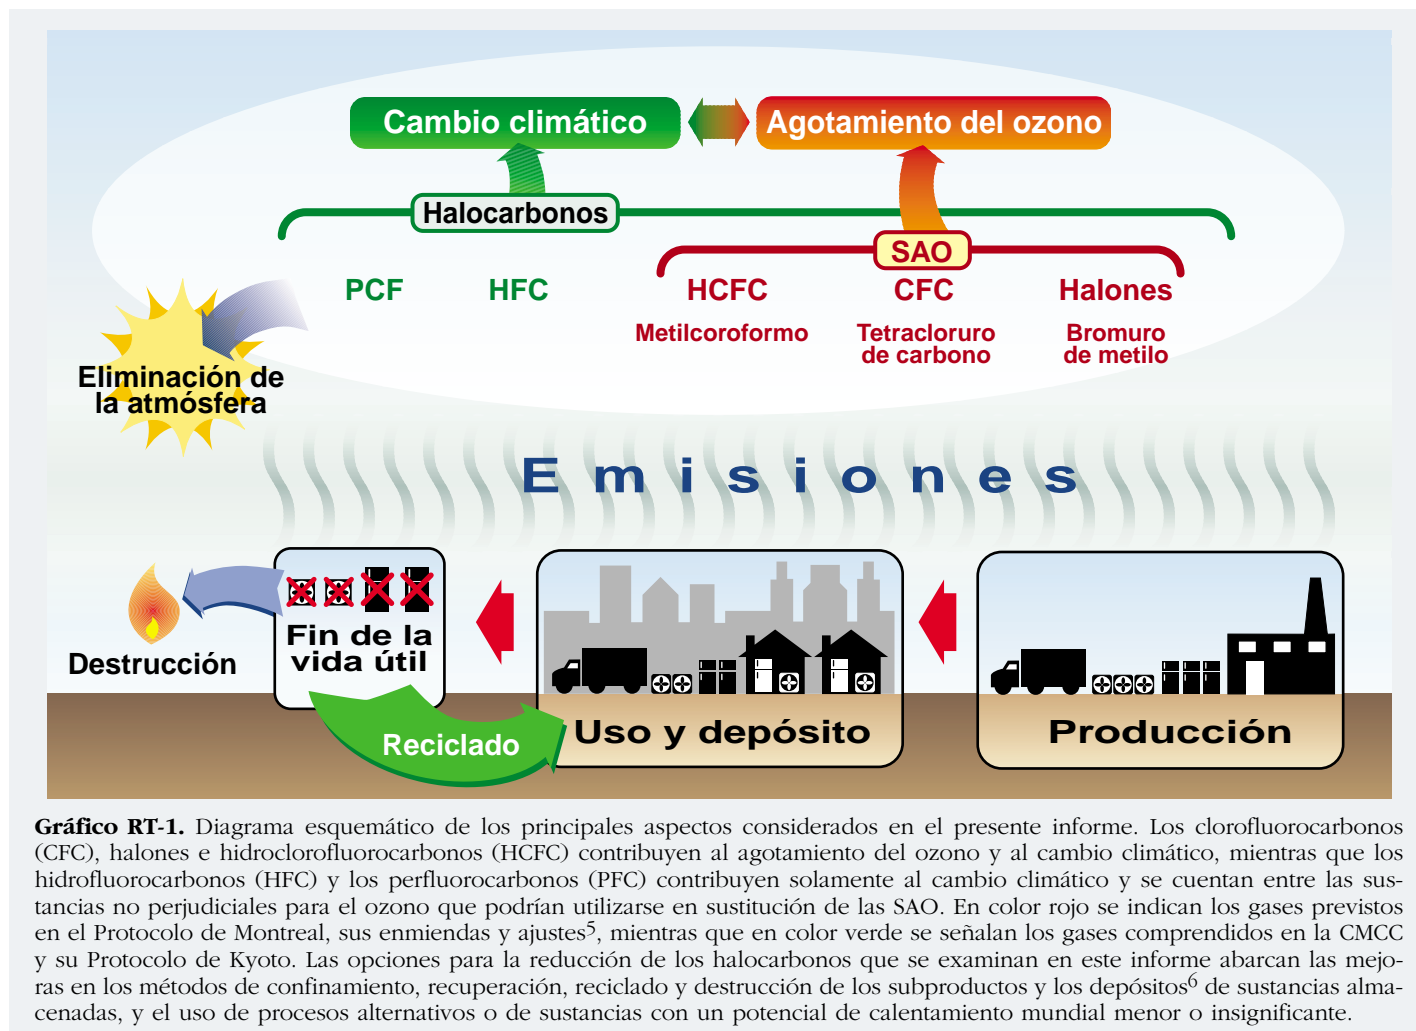 Cambio climático
Agotamiento del ozono
Halocarbonos
SAO
PCF
HFC
HCFC
CFC
Halones
Metilcoroformo
Tetracloruro
de carbono
Bromuro
de metilo
Eliminación de
la atmósfera
Emisiones
Destrucción
Fin de la
vida útil
Reciclado
Uso y depósito
Producción
Gráfico RT-1. Diagrama esquemático de los principales aspectos considerados en el presente informe. Los clorofluorocarbonos
(CFC), halones e hidroclorofluorocarbonos (HCFC) contribuyen al agotamiento del ozono y al cambio climático, mientras que los
hidrofluorocarbonos (HFC) y los perfluorocarbonos (PFC) contribuyen solamente al cambio climático y se cuentan entre las sus-
tancias no perjudiciales para el ozono que podrían utilizarse en sustitución de las SAO. En color rojo se indican los gases previstos
en el Protocolo de Montreal, sus enmiendas y ajustes5, mientras que en color verde se señalan los gases comprendidos en la CMCC
y su Protocolo de Kyoto. Las opciones para la reducción de los halocarbonos que se examinan en este informe abarcan las mejo-
ras en los métodos de confinamiento, recuperación, reciclado y destrucción de los subproductos y los depósitos6 de sustancias alma-
cenadas, y el uso de procesos alternativos o de sustancias con un potencial de calentamiento mundial menor o insignificante.